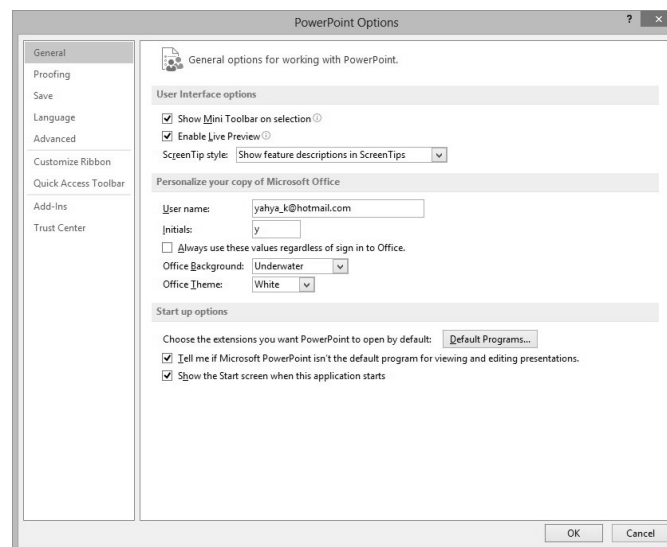 PowerPoint Options
? ×
General
Proofing
Save
Language
Advanced
Customize Ribbon
Quick Access Toolbar
Add-Ins
Trust Center
General options for working with PowerPoint.
User Interface options
Show Mini Toolbar on selection
Enable Live Preview
ScreenTip style: Show feature descriptions in ScreenTips
Personalize your copy of Microsoft Office
User name: yahya_k@hotmail.com
Initials: y
Always use these values regardless of sign in to Office.
Office Background: Underwater
Office Theme: White
Start up options
Choose the extensions you want PowerPoint to open by default: Default Programs...
Tell me if Microsoft PowerPoint isn't the default program for viewing and editing presentations.
Show the Start screen when this application starts
OK Cancel